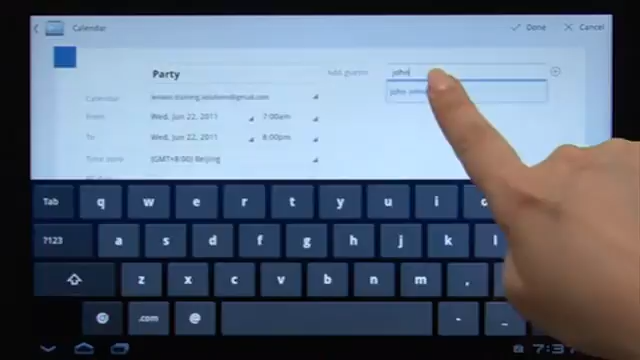 Calendar Done Cancel
Party Add guests john
Calendar
From Wed, Jun 22, 2011 7:00am
To Wed, Jun 22, 2011 8:00pm
Time zone (GMT+8:00) Beijing
Tab q w e r t y u i
?123 a s d f g h j k l
z x c v b n m ,
.com @ - _
7:37